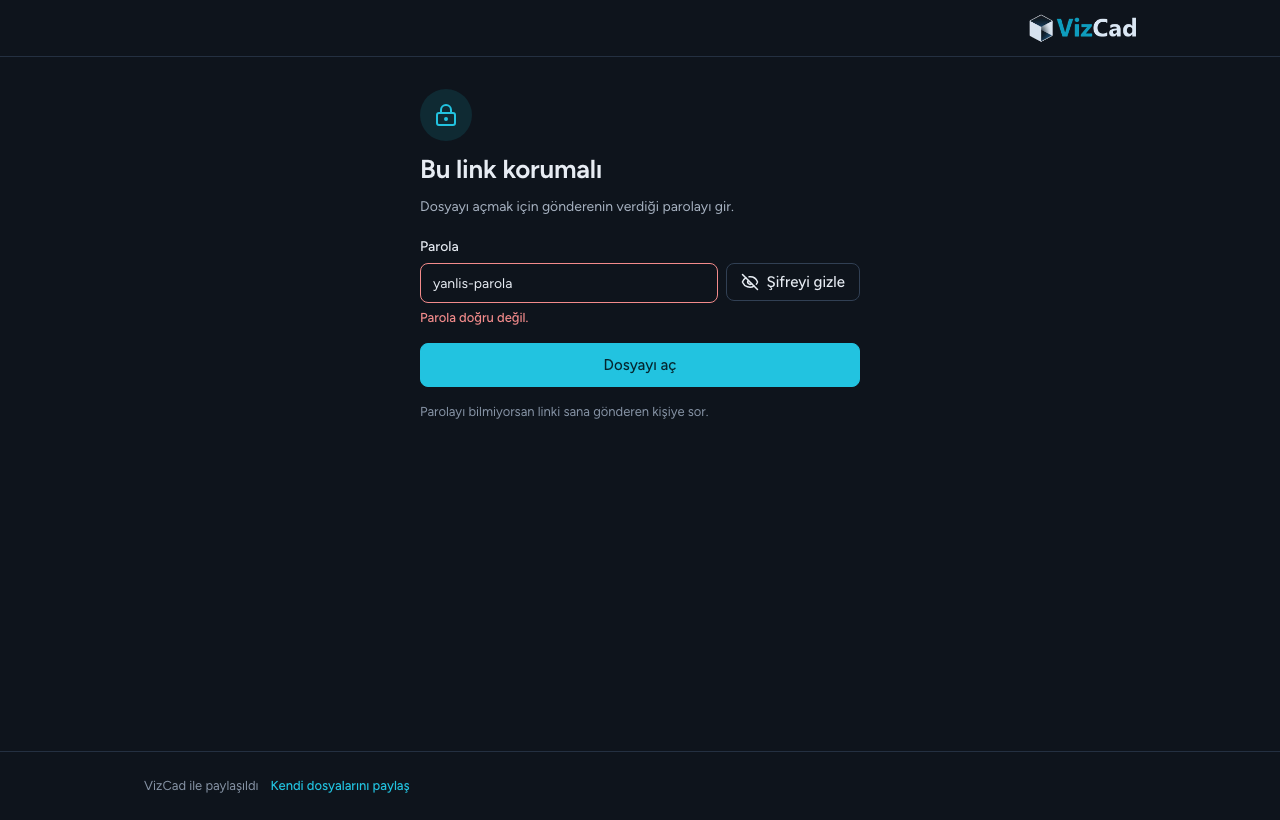 VizCad
Bu link korumalı
Dosyayı açmak için gönderenin verdiği parolayı gir.
Parola
yanlis-parola
Şifreyi gizle
Parola doğru değil.
Dosyayı aç
Parolayı bilmiyorsan linki sana gönderen kişiye sor.
VizCad ile paylaşıldı Kendi dosyalarını paylaş